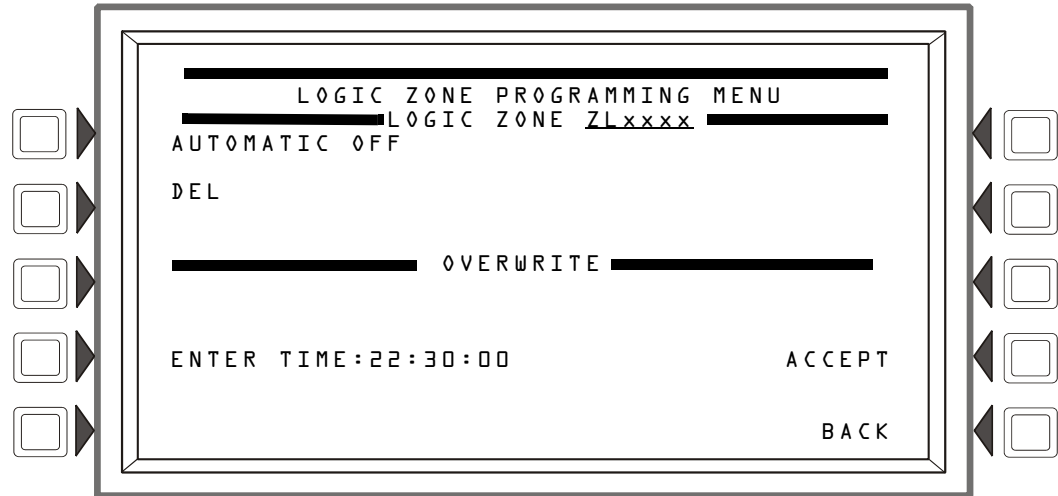 LOGIC ZONE PROGRAMMING MENU
LOGIC ZONE ZLxxxx
AUTOMATIC OFF
DEL
OVERWRITE
ENTER TIME:22:30:00 ACCEPT
BACK